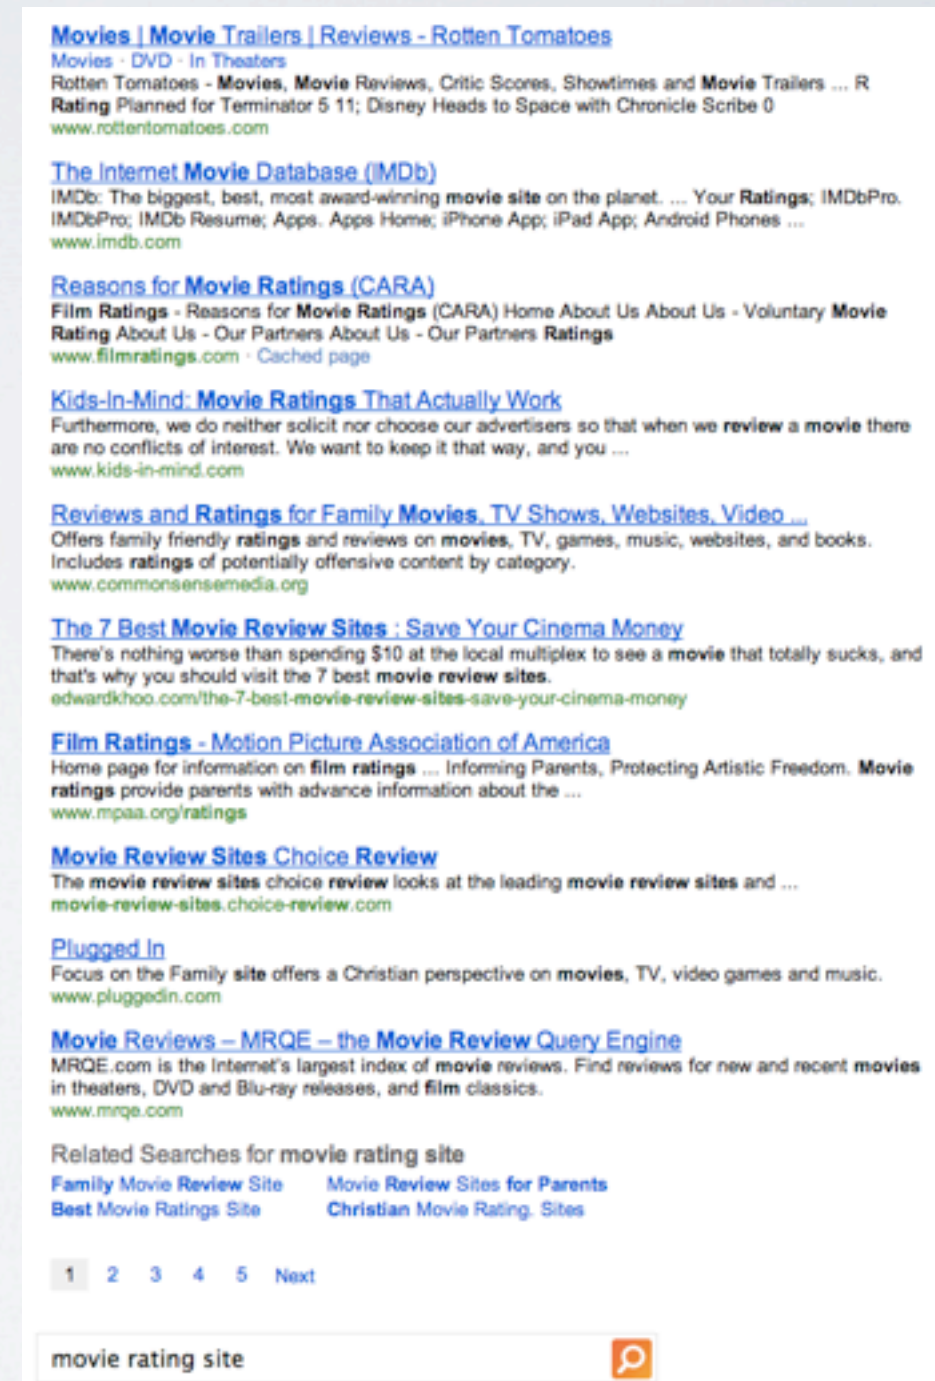 Movies | Movie Trailers | Reviews - Rotten Tomatoes
Movies · DVD · In Theaters
Rotten Tomatoes - Movies, Movie Reviews, Critic Scores, Showtimes and Movie Trailers ... R
Rating Planned for Terminator 5 11; Disney Heads to Space with Chronicle Scribe 0
www.rottentomatoes.com
The Internet Movie Database (IMDb)
IMDb: The biggest, best, most award-winning movie site on the planet. ... Your Ratings; IMDbPro.
IMDbPro; IMDb Resume; Apps. Apps Home; iPhone App; iPad App; Android Phones ...
www.imdb.com
Reasons for Movie Ratings (CARA)
Film Ratings - Reasons for Movie Ratings (CARA) Home About Us About Us - Voluntary Movie
Rating About Us - Our Partners About Us - Our Partners Ratings
www.filmratings.com · Cached page
Kids-In-Mind: Movie Ratings That Actually Work
Furthermore, we do neither solicit nor choose our advertisers so that when we review a movie there
are no conflicts of interest. We want to keep it that way, and you ...
www.kids-in-mind.com
Reviews and Ratings for Family Movies, TV Shows, Websites, Video ...
Offers family friendly ratings and reviews on movies, TV, games, music, websites, and books.
Includes ratings of potentially offensive content by category.
www.commonsensemedia.org
The 7 Best Movie Review Sites : Save Your Cinema Money
There's nothing worse than spending $10 at the local multiplex to see a movie that totally sucks, and
that's why you should visit the 7 best movie review sites.
edwardkhoo.com/the-7-best-movie-review-sites-save-your-cinema-money
Film Ratings - Motion Picture Association of America
Home page for information on film ratings ... Informing Parents, Protecting Artistic Freedom. Movie
ratings provide parents with advance information about the ...
www.mpaa.org/ratings
Movie Review Sites Choice Review
The movie review sites choice review looks at the leading movie review sites and ...
movie-review-sites.choice-review.com
Plugged In
Focus on the Family site offers a Christian perspective on movies, TV, video games and music.
www.pluggedin.com
Movie Reviews – MRQE – the Movie Review Query Engine
MRQE.com is the Internet's largest index of movie reviews. Find reviews for new and recent movies
in theaters, DVD and Blu-ray releases, and film classics.
www.mrqe.com
Related Searches for movie rating site
Family Movie Review Site Movie Review Sites for Parents
Best Movie Ratings Site Christian Movie Rating. Sites
1 2 3 4 5 Next
movie rating site